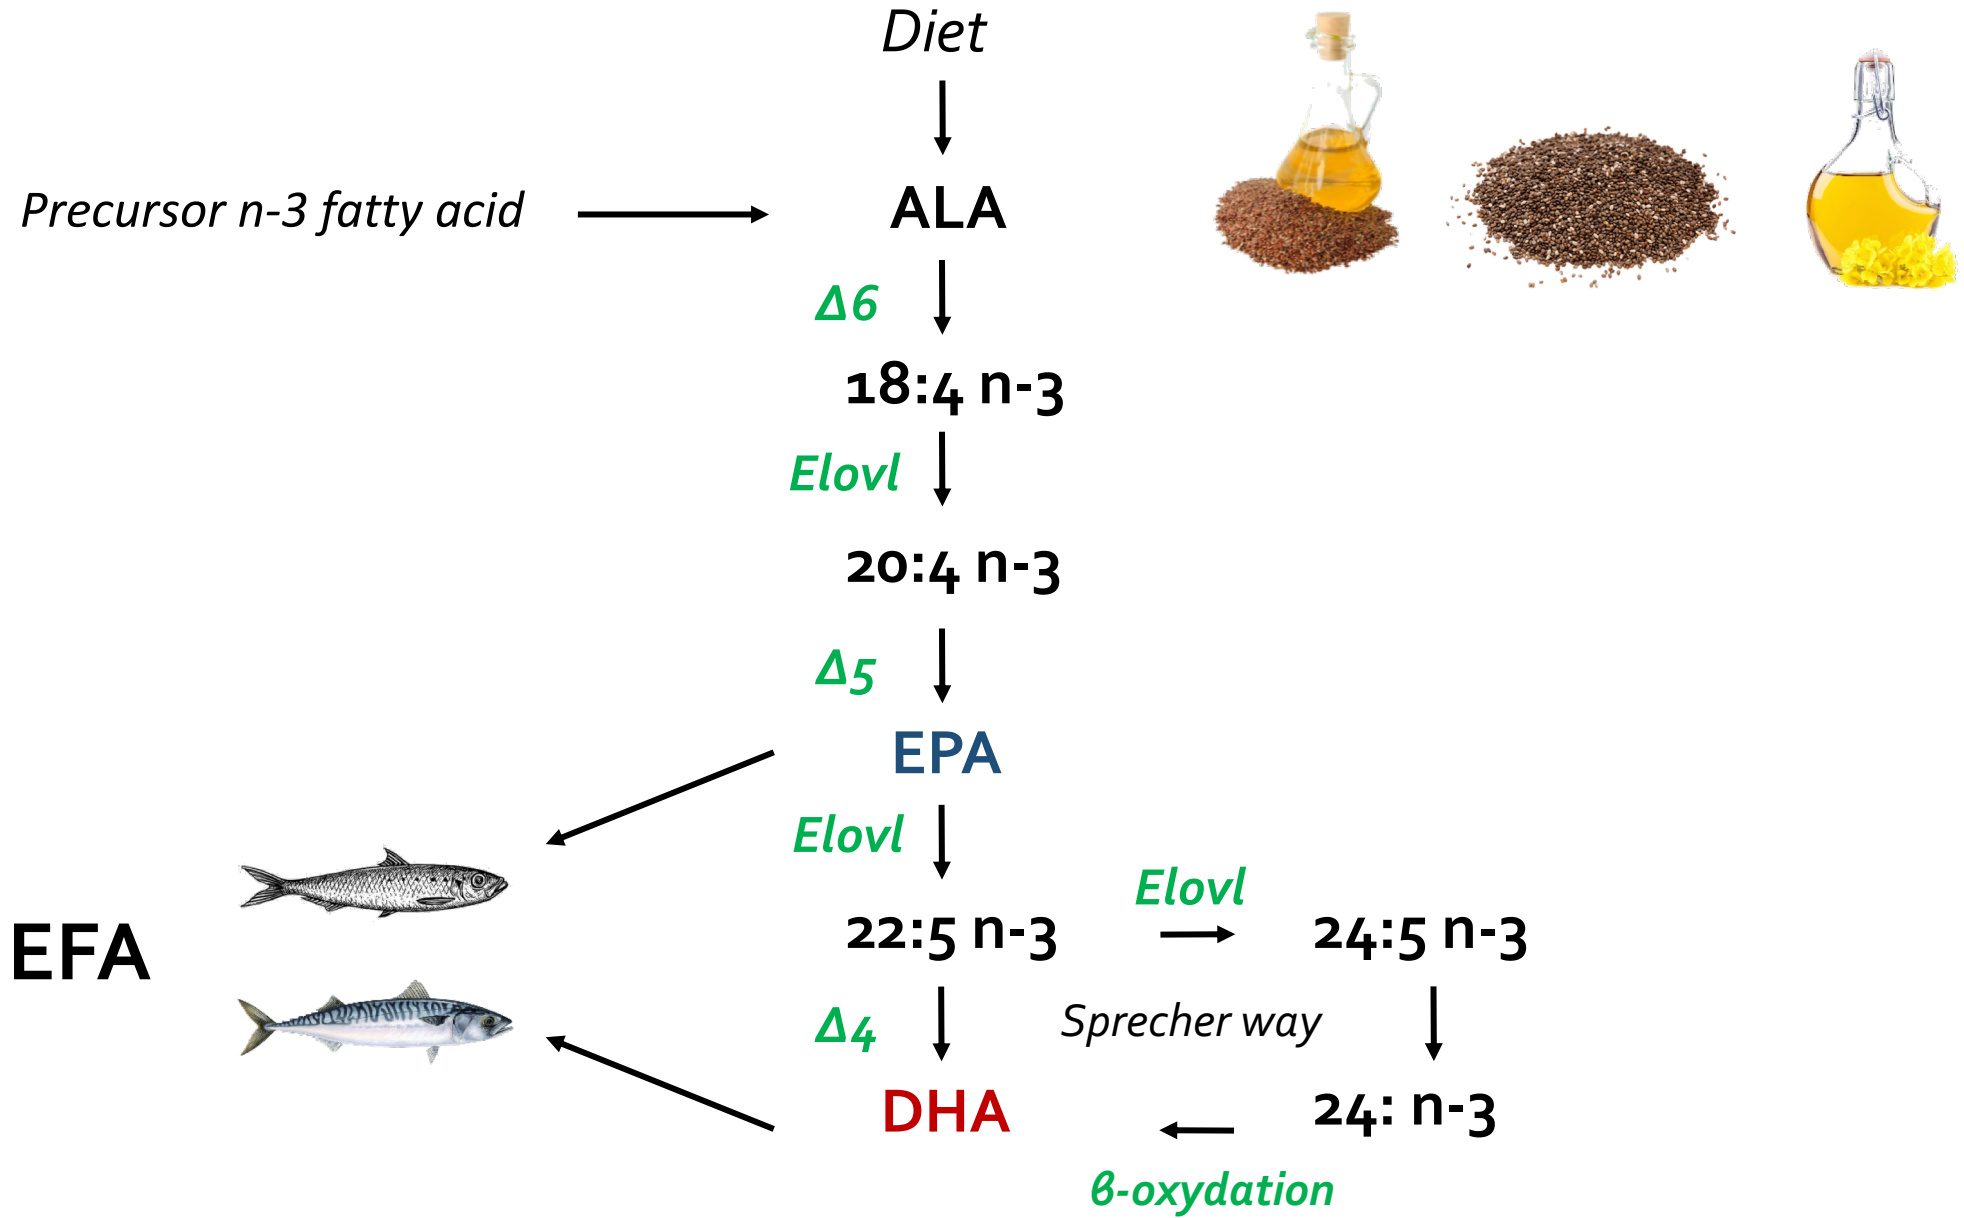 Diet
Precursor n-3 fatty acid
ALA
Δ6
18:4 n-3
Elovl
20:4 n-3
Δ5
EPA
Elovl
Elovl
EFA
22:5 n-3
24:5 n-3
Δ4
Sprecher way
DHA
24: n-3
β-oxydation